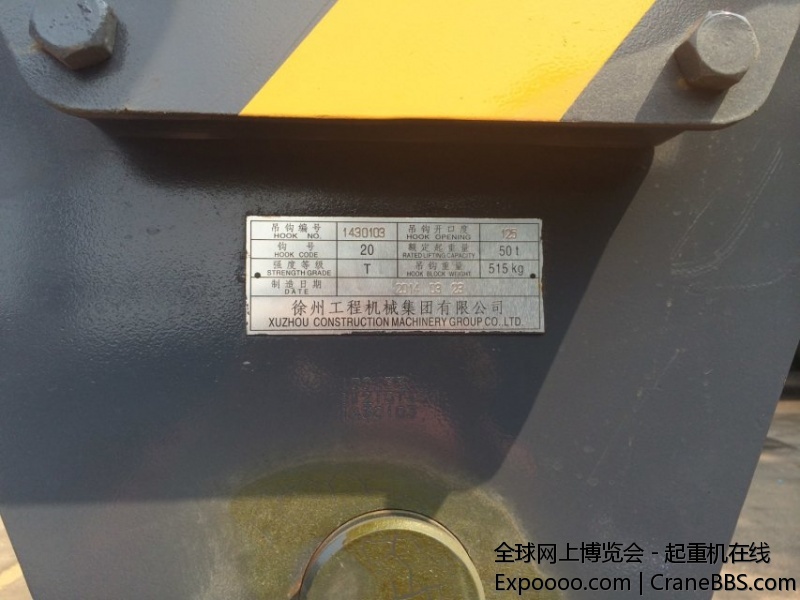 吊钩编号 1430103 吊钩开口度 125
HOOK NO. HOOK OPENING
钩号 20 额定起重量 50 t
HOOK CODE RATED LIFTING CAPACITY
强度等级 T 吊钩重量 515 kg
STRENGTH GRADE HOOK BLOCK WEIGHT
制造日期 2014
DATE
徐州工程机械集团有限公司
XUZHOU CONSTRUCTION MACHINERY GROUP CO., LTD.
全球网上博览会 - 起重机在线
Expoooo.com | CraneBBS.com